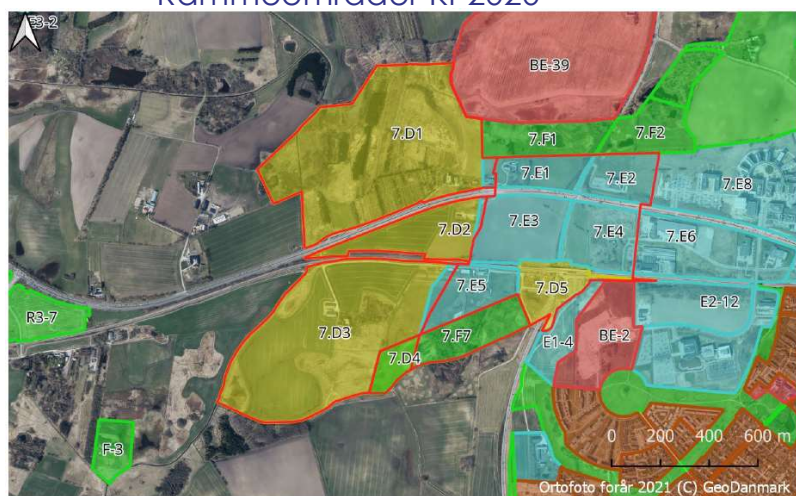 Rammeområder KP2020
E3-2
BE-39
7.D1
7.F1
7.F2
7.E1
7.E2
7.E8
7.D2
7.E3
7.E4
7.E6
7.E5
7.D5
R3-7
7.D3
7.F7
E2-12
7.D4
E1-4
BE-2
F-3
0 200 400 600 m
Ortofoto forår 2021 (C) GeoDanmark